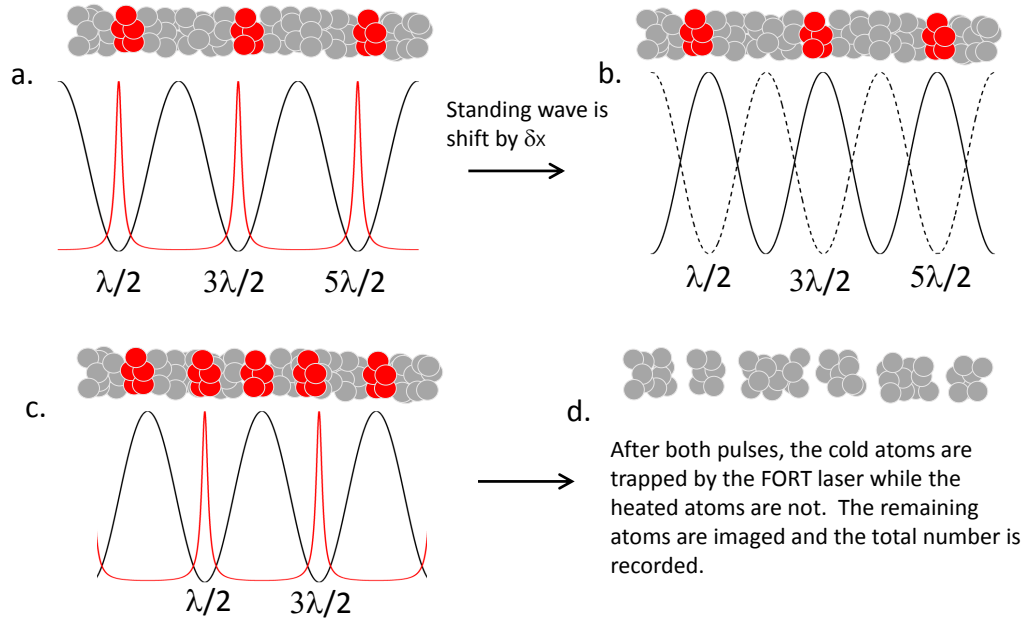 a.
λ/2 3λ/2 5λ/2
Standing wave is
shift by δx
b.
λ/2 3λ/2 5λ/2
c.
λ/2 3λ/2
d.
After both pulses, the cold atoms are
trapped by the FORT laser while the
heated atoms are not. The remaining
atoms are imaged and the total number is
recorded.